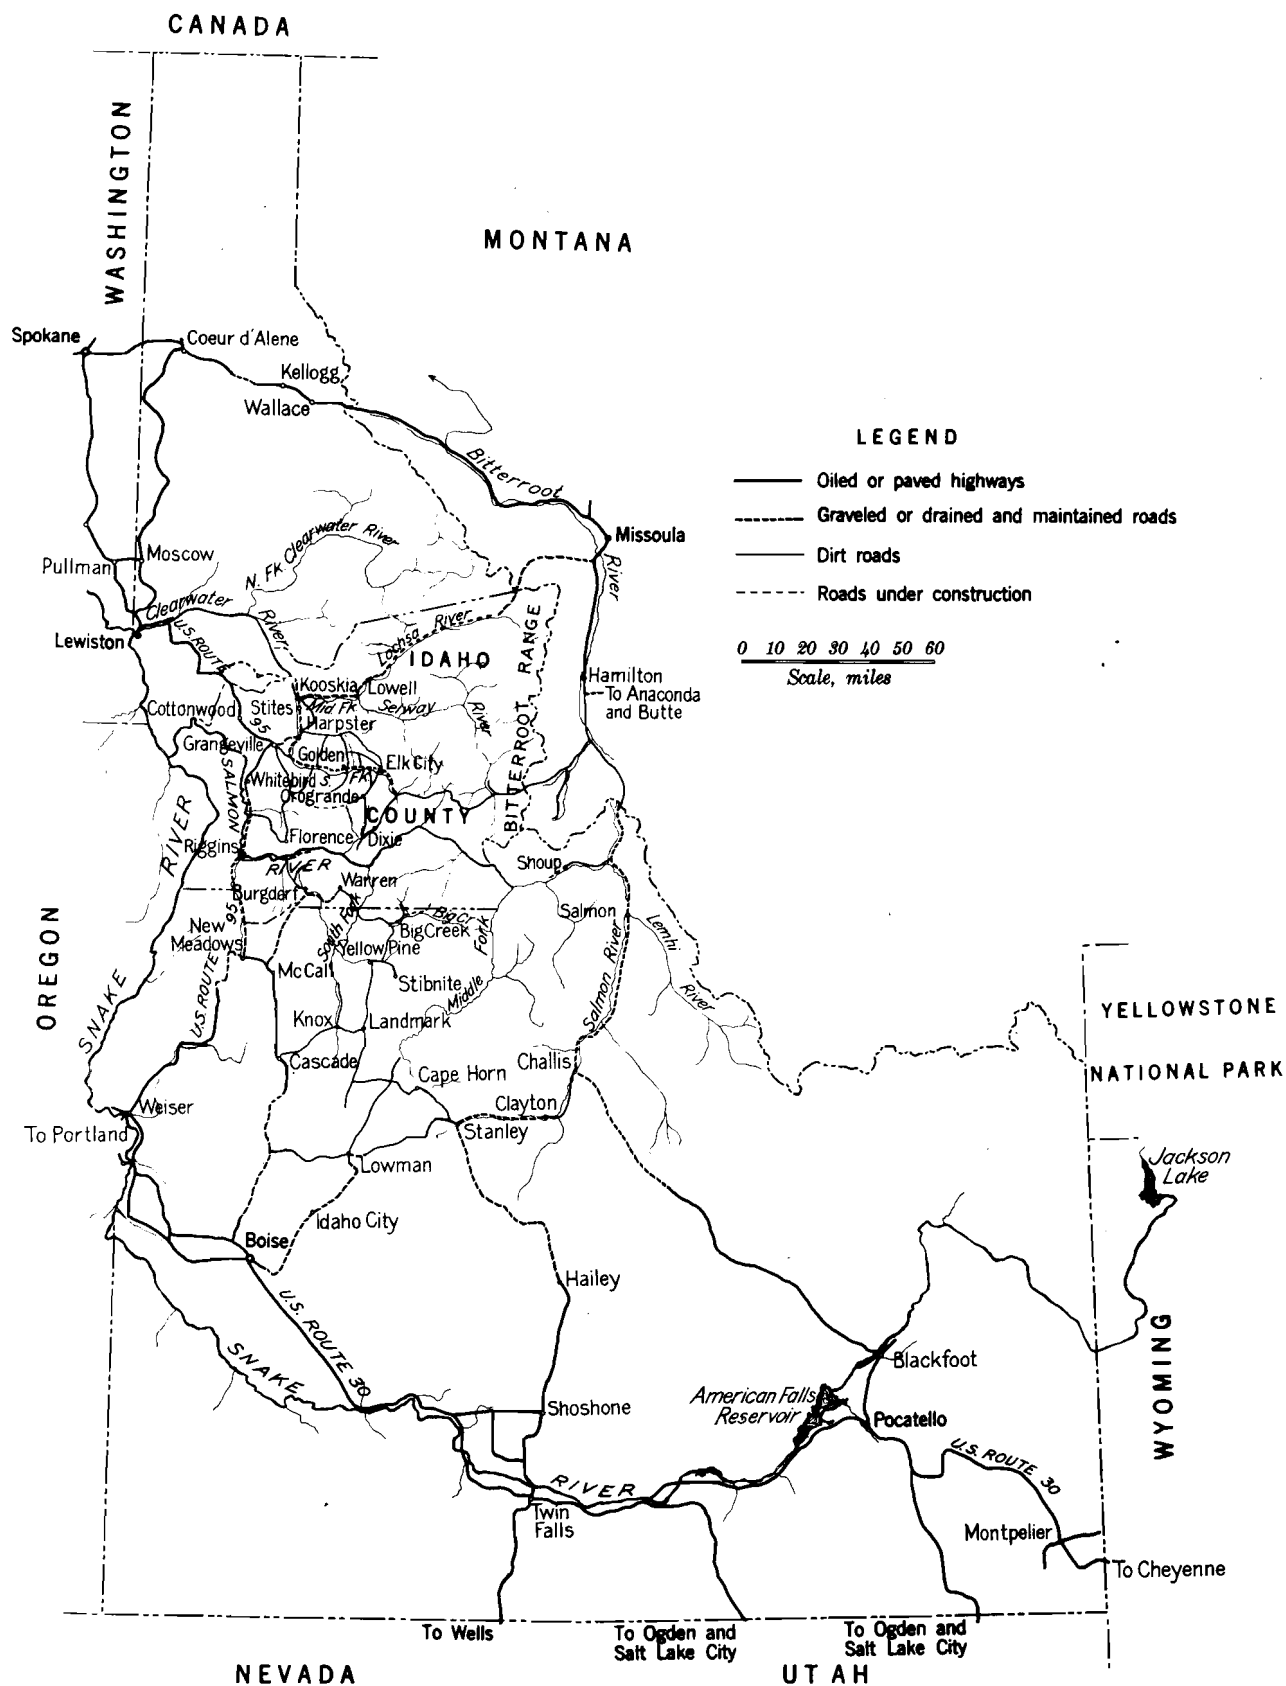 CANADA
WASHINGTON
MONTANA
Spokane
Coeur d'Alene
Kellogg
Wallace
Bitterroot
River
LEGEND
Oiled or paved highways
Graveled or drained and maintained roads
Dirt roads
Roads under construction
0 10 20 30 40 50 60
Scale, miles
Missoula
N. Fk. Clearwater River
Moscow
Pullman
Clearwater
River
Lewiston
U.S. ROUTE
95
Lochsa River
IDAHO
COUNTY
BITTERROOT RANGE
Hamilton
To Anaconda
and Butte
Kooskia
Lowell
Cottonwood
Stites
Mid Fk
Selway
River
Harpster
Grangeville
Golden
Elk City
Whitebird
S. FK
Orogrande
SALMON
RIVER
Florence
Dixie
Riggins
Shoup
Burgdorf
Warren
Salmon
SNAKE
RIVER
OREGON
New
Meadows
95
U.S. ROUTE
South Fork
Big Cr.
Big Creek
Yellow Pine
McCall
Stibnite
Middle
Fork
Salmon River
Lemhi
River
Knox
Landmark
Cascade
Cape Horn
Challis
YELLOWSTONE
NATIONAL PARK
Weiser
To Portland
Clayton
Stanley
Lowman
Jackson
Lake
Idaho City
Boise
Hailey
U.S. ROUTE 30
SNAKE
RIVER
Blackfoot
American Falls
Reservoir
Shoshone
Pocatello
U.S. ROUTE 30
WYOMING
Twin
Falls
Montpelier
To Cheyenne
To Wells
To Ogden and
Salt Lake City
To Ogden and
Salt Lake City
NEVADA
UTAH